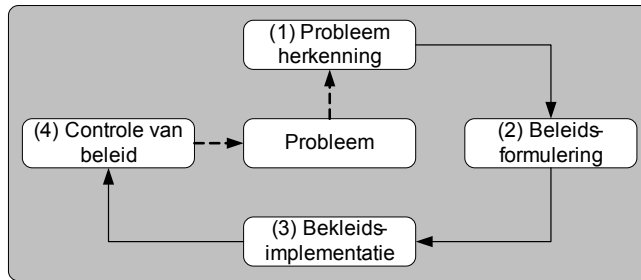 (1) Probleem
herkenning
(4) Controle van
beleid
Probleem
(2) Beleids-
formulering
(3) Bekleids-
implementatie